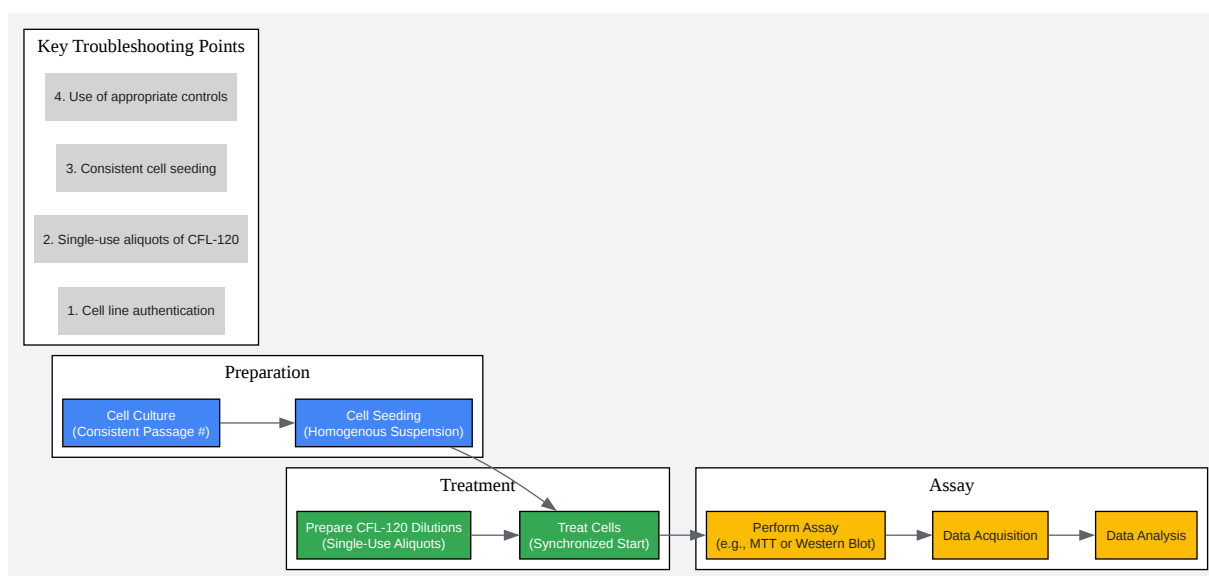 Key Troubleshooting Points
4. Use of appropriate controls
3. Consistent cell seeding
2. Single-use aliquots of CFL-120
1. Cell line authentication
Preparation
Cell Culture
(Consistent Passage #)
Cell Seeding
(Homogenous Suspension)
Treatment
Prepare CFL-120 Dilutions
(Single-Use Aliquots)
Treat Cells
(Synchronized Start)
Assay
Perform Assay
(e.g., MTT or Western Blot)
Data Acquisition
Data Analysis